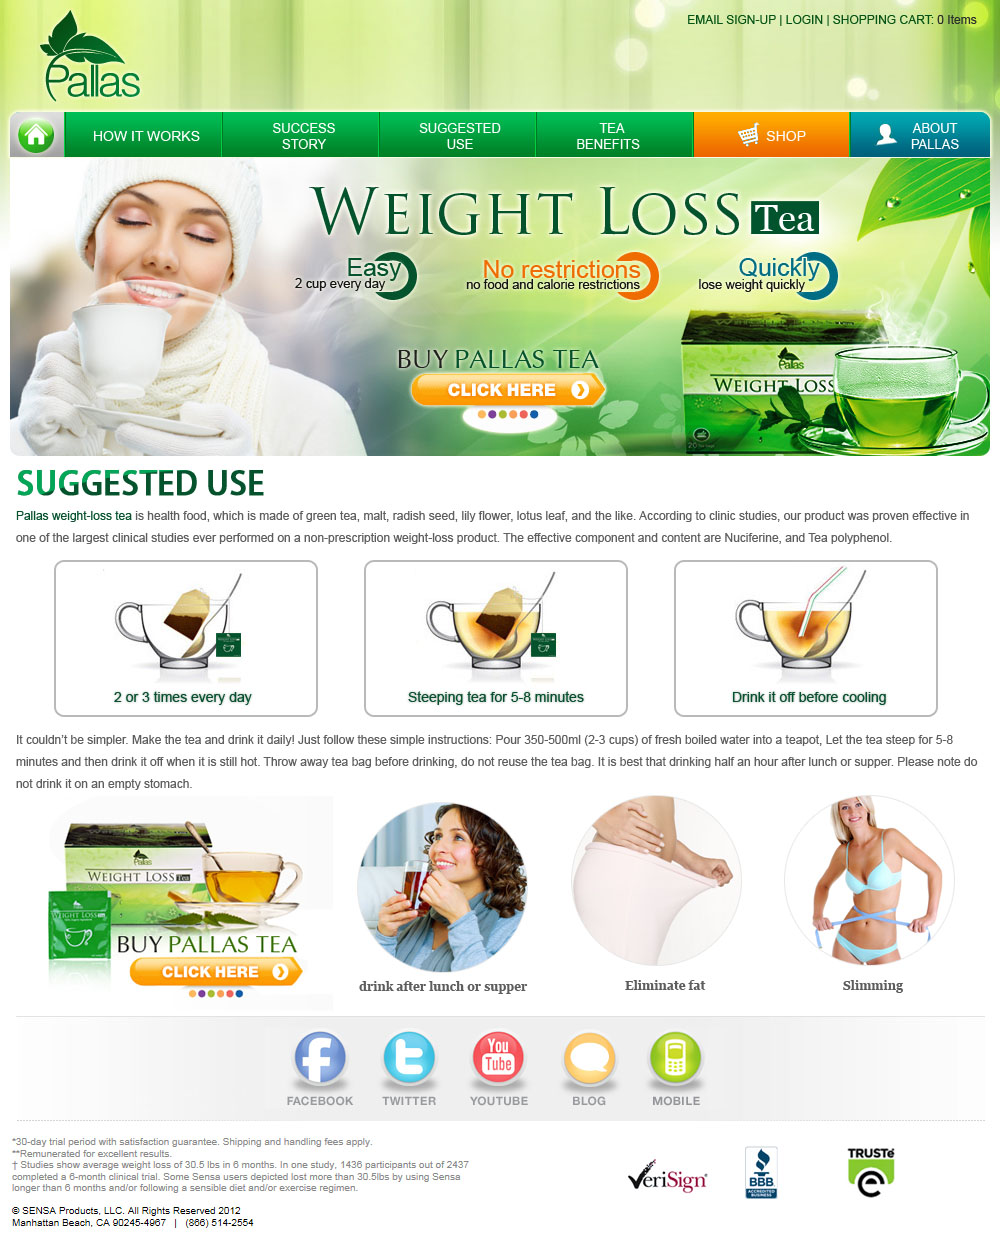 EMAIL SIGN-UP | LOGIN | SHOPPING CART: 0 Items
Pallas
HOW IT WORKS
SUCCESS
STORY
SUGGESTED
USE
TEA
BENEFITS
SHOP
ABOUT
PALLAS
WEIGHT LOSS Tea
Easy
2 cup every day
No restrictions
no food and calorie restrictions
Quickly
lose weight quickly
BUY PALLAS TEA
CLICK HERE
Pallas
WEIGHT LOSS
SUGGESTED USE
Pallas weight-loss tea is health food, which is made of green tea, malt, radish seed, lily flower, lotus leaf, and the like. According to clinic studies, our product was proven effective in
one of the largest clinical studies ever performed on a non-prescription weight-loss product. The effective component and content are Nuciferine, and Tea polyphenol.
2 or 3 times every day
Steeping tea for 5-8 minutes
Drink it off before cooling
It couldn't be simpler. Make the tea and drink it daily! Just follow these simple instructions: Pour 350-500ml (2-3 cups) of fresh boiled water into a teapot, Let the tea steep for 5-8
minutes and then drink it off when it is still hot. Throw away tea bag before drinking, do not reuse the tea bag. It is best that drinking half an hour after lunch or supper. Please note do
not drink it on an empty stomach.
Pallas
WEIGHT LOSS Tea
WEIGHT LOSS
BUY PALLAS TEA
CLICK HERE
drink after lunch or supper
Eliminate fat
Slimming
You
Tube
FACEBOOK
TWITTER
YOUTUBE
BLOG
MOBILE
*30-day trial period with satisfaction guarantee. Shipping and handling fees apply.
**Remunerated for excellent results.
† Studies show average weight loss of 30.5 lbs in 6 months. In one study, 1436 participants out of 2437
completed a 6-month clinical trial. Some Sensa users depicted lost more than 30.5lbs by using Sensa
longer than 6 months and/or following a sensible diet and/or exercise regimen.
VeriSign
BBB
ACCREDITED
BUSINESS
TRUSTe
© SENSA Products, LLC. All Rights Reserved 2012
Manhattan Beach, CA 90245-4967 | (866) 514-2554